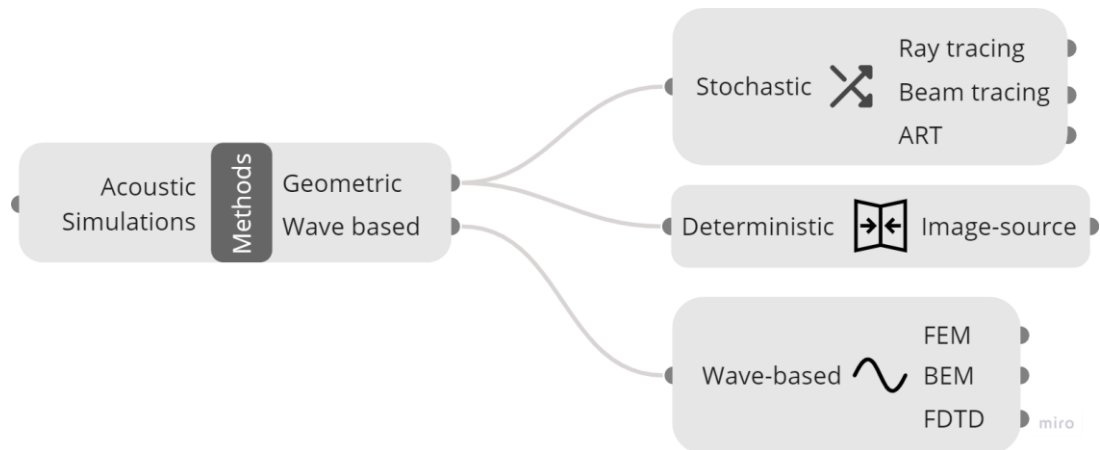 Acoustic
Simulations
Methods
Geometric
Wave based
Stochastic
Ray tracing
Beam tracing
ART
Deterministic
Image-source
Wave-based
FEM
BEM
FDTD
miro